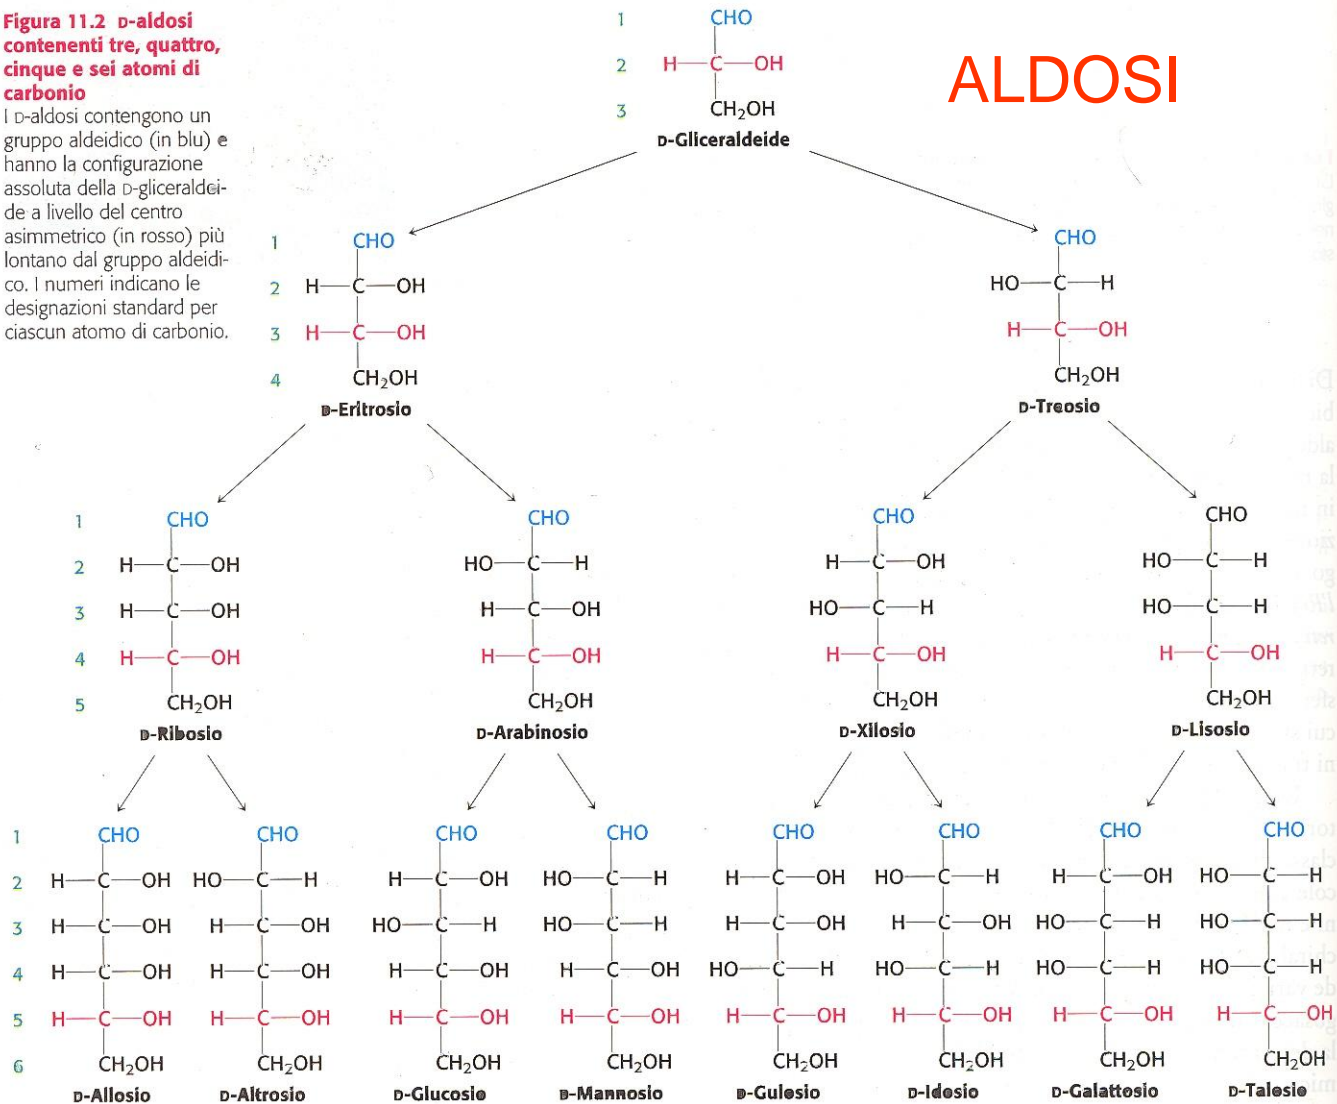 Figura 11.2 D-aldosi
contenenti tre, quattro,
cinque e sei atomi di
carbonio
I D-aldosi contengono un
gruppo aldeidico (in blu) e
hanno la configurazione
assoluta della D-gliceraldei-
de a livello del centro
asimmetrico (in rosso) più
lontano dal gruppo aldeidi-
co. I numeri indicano le
designazioni standard per
ciascun atomo di carbonio.
ALDOSI
1 CHO
2 H—C—OH
3 CH₂OH
D-Gliceraldeide
1 CHO CHO
2 H—C—OH HO—C—H
3 H—C—OH H—C—OH
4 CH₂OH CH₂OH
D-Eritrosio D-Treosio
1 CHO CHO CHO CHO
2 H—C—OH HO—C—H H—C—OH HO—C—H
3 H—C—OH H—C—OH HO—C—H HO—C—H
4 H—C—OH H—C—OH H—C—OH H—C—OH
5 CH₂OH CH₂OH CH₂OH CH₂OH
D-Ribosio D-Arabinosio D-Xilosio D-Lisosio
1 CHO CHO CHO CHO CHO CHO CHO CHO
2 H—C—OH HO—C—H H—C—OH HO—C—H H—C—OH HO—C—H H—C—OH HO—C—H
3 H—C—OH H—C—OH HO—C—H HO—C—H H—C—OH H—C—OH HO—C—H HO—C—H
4 H—C—OH H—C—OH H—C—OH H—C—OH HO—C—H HO—C—H HO—C—H HO—C—H
5 H—C—OH H—C—OH H—C—OH H—C—OH H—C—OH H—C—OH H—C—OH H—C—OH
6 CH₂OH CH₂OH CH₂OH CH₂OH CH₂OH CH₂OH CH₂OH CH₂OH
D-Allosio D-Altrosio D-Glucosio D-Mannosio D-Gulosio D-Idosio D-Galattosio D-Talosio